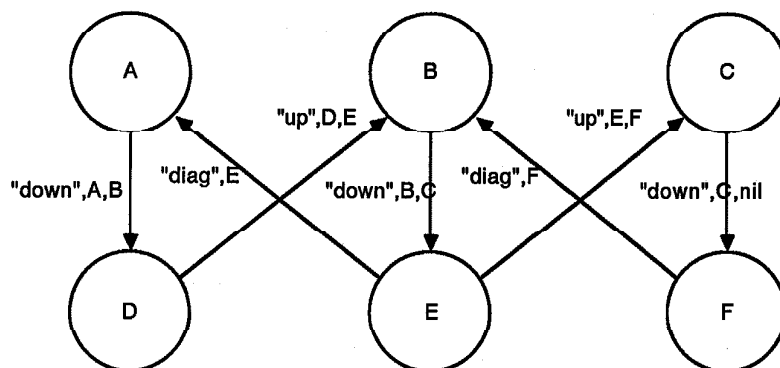 A
B
C
"up",D,E
"up",E,F
"down",A,B
"diag",E
"down",B,C
"diag",F
"down",C,nil
D
E
F